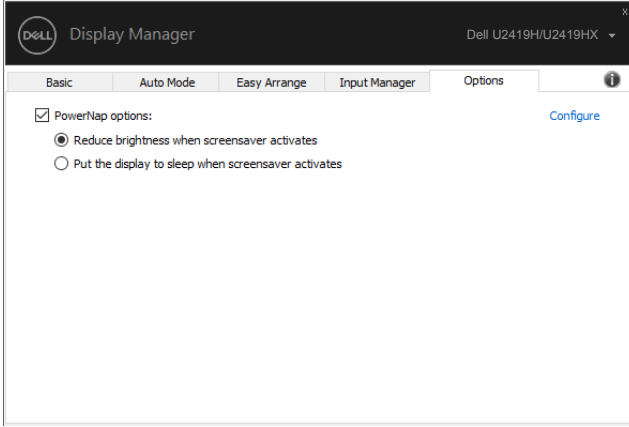 DELL Display Manager Dell U2419H/U2419HX
x
Basic Auto Mode Easy Arrange Input Manager Options i
PowerNap options: Configure
Reduce brightness when screensaver activates
Put the display to sleep when screensaver activates